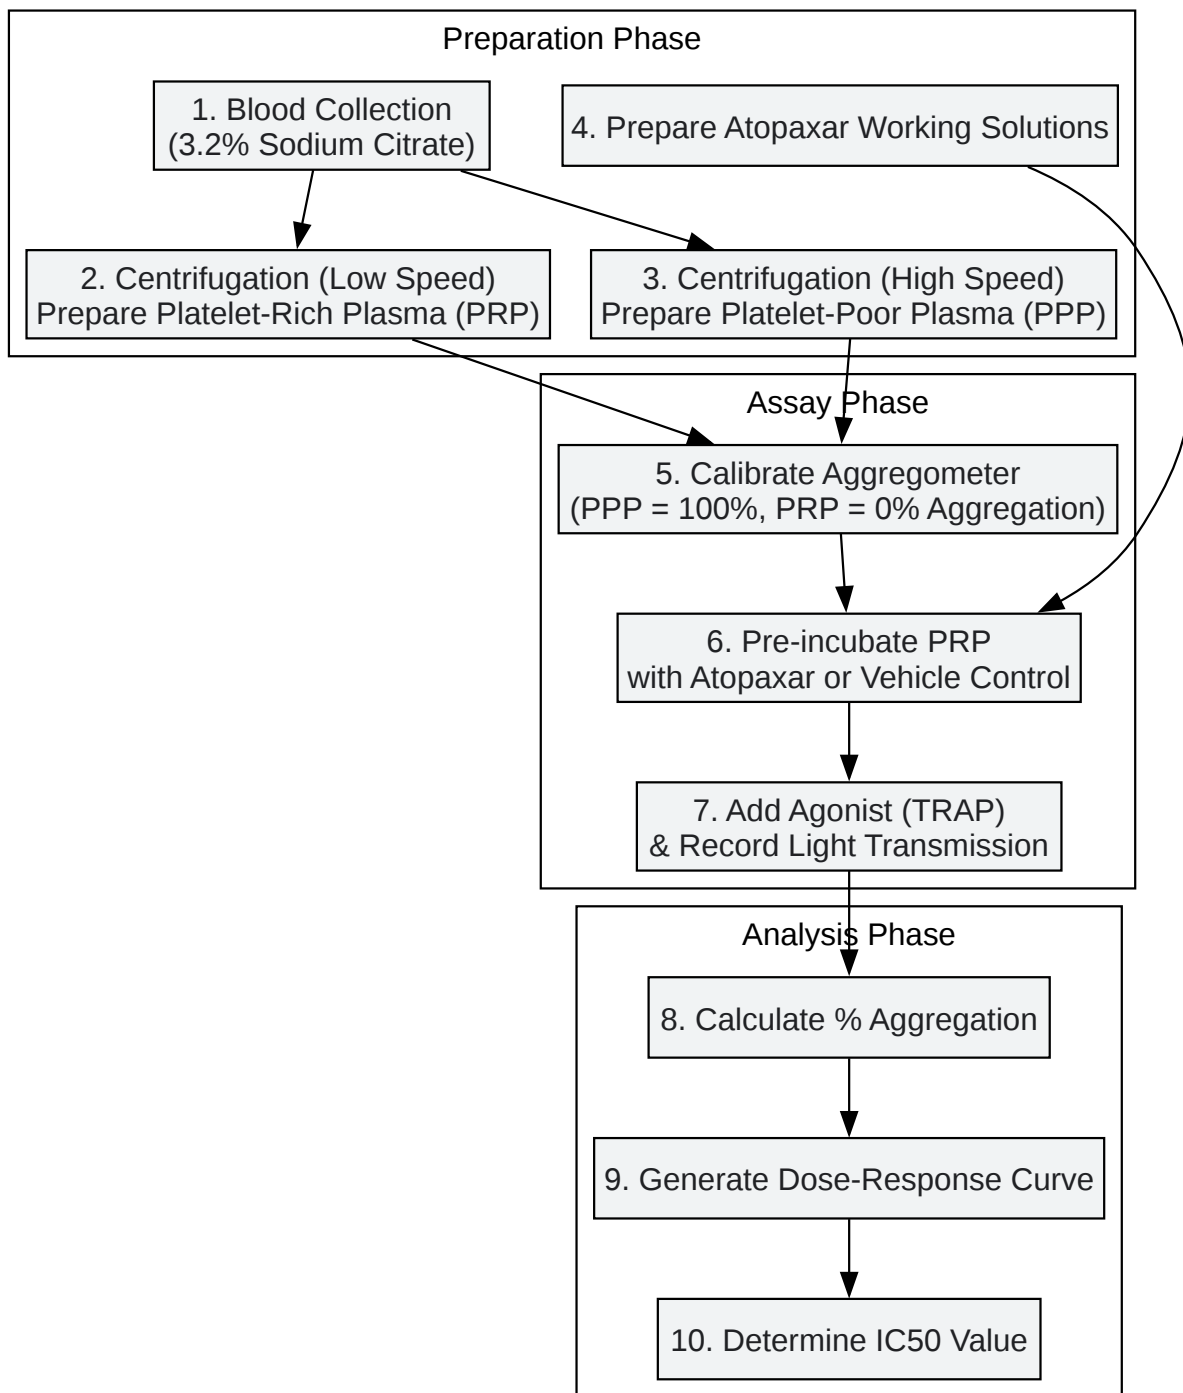 Preparation Phase
1. Blood Collection
(3.2% Sodium Citrate)
4. Prepare Atopaxar Working Solutions
2. Centrifugation (Low Speed)
Prepare Platelet-Rich Plasma (PRP)
3. Centrifugation (High Speed)
Prepare Platelet-Poor Plasma (PPP)
Assay Phase
5. Calibrate Aggregometer
(PPP = 100%, PRP = 0% Aggregation)
6. Pre-incubate PRP
with Atopaxar or Vehicle Control
7. Add Agonist (TRAP)
& Record Light Transmission
Analysis Phase
8. Calculate % Aggregation
9. Generate Dose-Response Curve
10. Determine IC50 Value